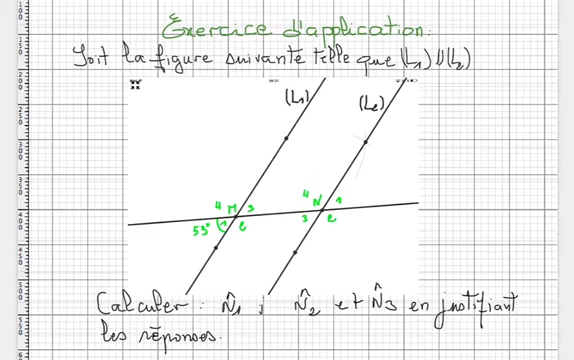 Exercice d'application:
Soit la figure suivante telle que (L1) // (L2)
(L1)
(L2)
4 M 3
53° 1 2
4 N 1
3 2
Calculer : N̂1 ; N̂2 et N̂3 en justifiant
les réponses.